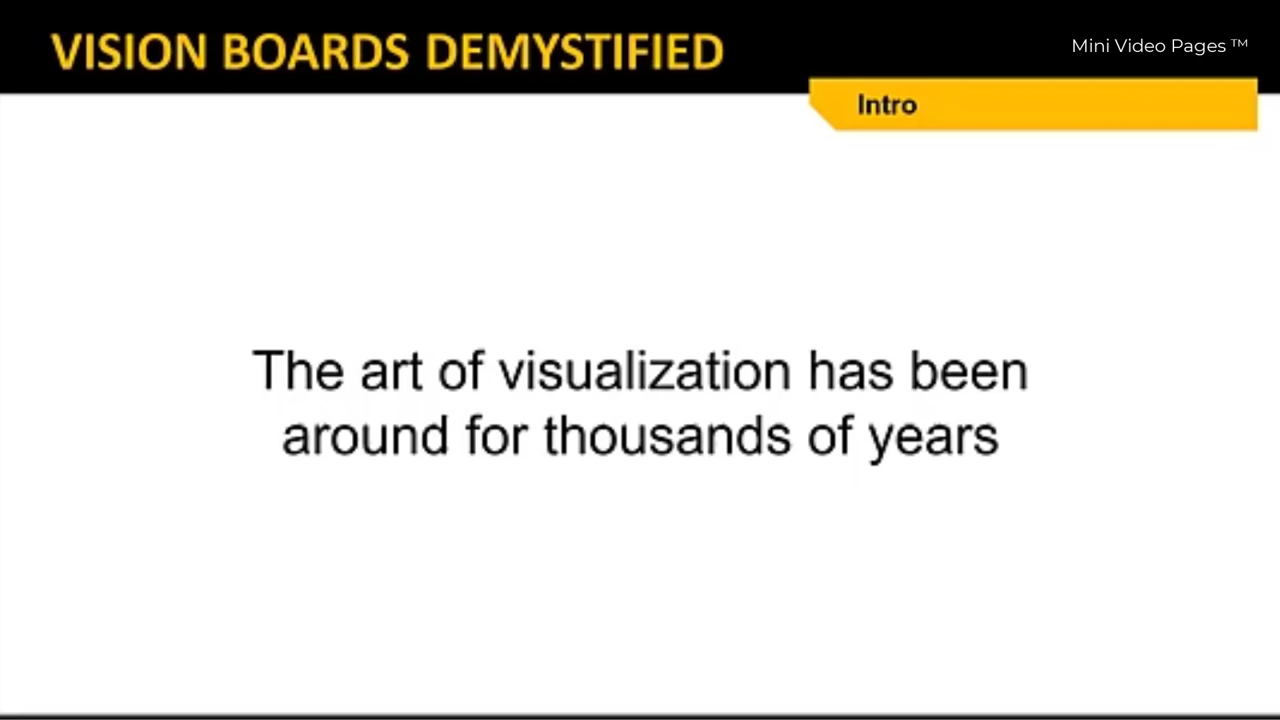 VISION BOARDS DEMYSTIFIED
Mini Video Pages ™
Intro
The art of visualization has been
around for thousands of years